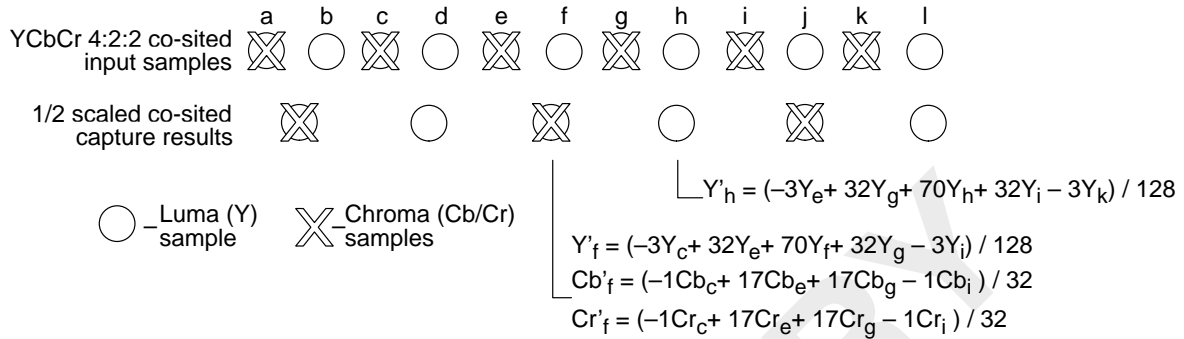 a b c d e f g h i j k l
YCbCr 4:2:2 co-sited
input samples
1/2 scaled co-sited
capture results
Y’h = (–3Ye+ 32Yg+ 70Yh+ 32Yi – 3Yk) / 128
–Luma (Y)
sample
–Chroma (Cb/Cr)
samples
Y’f = (–3Yc+ 32Ye+ 70Yf+ 32Yg – 3Yi) / 128
Cb’f = (–1Cbc+ 17Cbe+ 17Cbg – 1Cbi ) / 32
Cr’f = (–1Crc+ 17Cre+ 17Crg – 1Cri ) / 32